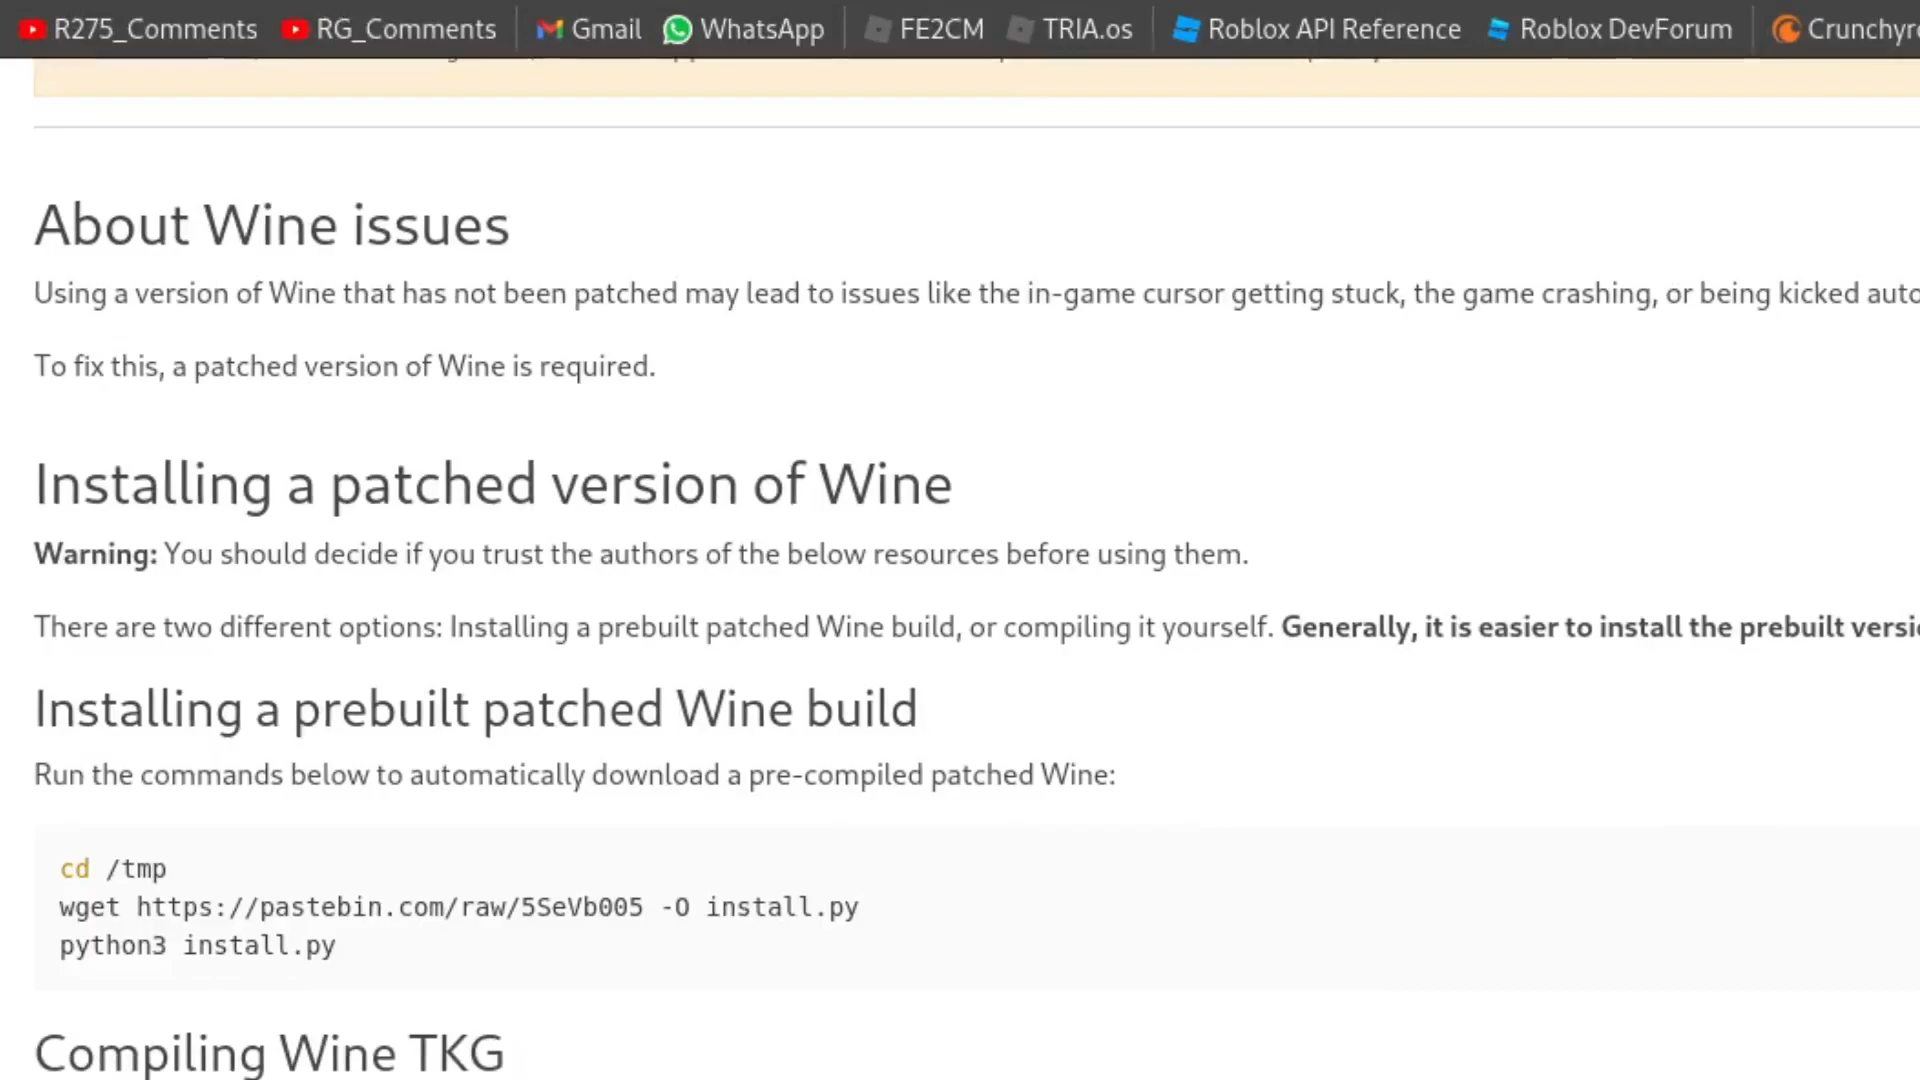 R275_Comments RG_Comments Gmail WhatsApp FE2CM TRIA.os Roblox API Reference Roblox DevForum Crunchyr
About Wine issues
Using a version of Wine that has not been patched may lead to issues like the in-game cursor getting stuck, the game crashing, or being kicked auto
To fix this, a patched version of Wine is required.
Installing a patched version of Wine
Warning: You should decide if you trust the authors of the below resources before using them.
There are two different options: Installing a prebuilt patched Wine build, or compiling it yourself. Generally, it is easier to install the prebuilt versi
Installing a prebuilt patched Wine build
Run the commands below to automatically download a pre-compiled patched Wine:
cd /tmp
wget https://pastebin.com/raw/5SeVb005 -O install.py
python3 install.py
Compiling Wine TKG